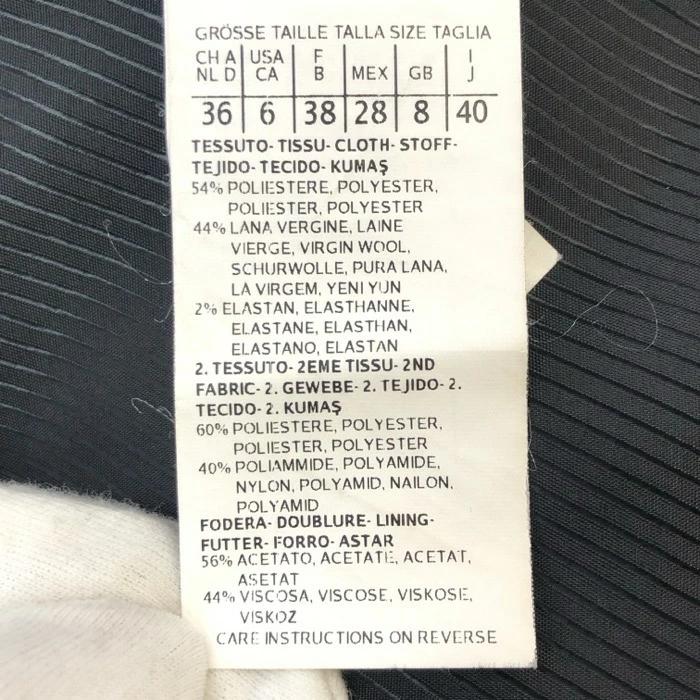 GRÖSSE TAILLE TALLA SIZE TAGLIA
CH A USA F I
NL D CA B MEX GB J
36 6 38 28 8 40
TESSUTO- TISSU- CLOTH- STOFF-
TEJIDO- TECIDO- KUMAŞ
54% POLIESTERE, POLYESTER,
POLIESTER, POLYESTER
44% LANA VERGINE, LAINE
VIERGE, VIRGIN WOOL,
SCHURWOLLE, PURA LANA,
LÀ VIRGEM, YENI YUN
2% ELASTAN, ELASTHANNE,
ELASTANE, ELASTHAN,
ELASTANO, ELASTAN
2. TESSUTO- 2EME TISSU- 2ND
FABRIC- 2. GEWEBE- 2. TEJIDO- 2.
TECIDO- 2. KUMAŞ
60% POLIESTERE, POLYESTER,
POLIESTER, POLYESTER
40% POLIAMMIDE, POLYAMIDE,
NYLON, POLYAMID, NAILON,
POLYAMID
FODERA- DOUBLURE- LINING-
FUTTER- FORRO- ASTAR
56% ACETATO, ACETATE, ACETAT,
ASETAT
44% VISCOSA, VISCOSE, VISKOSE,
VISKOZ
CARE INSTRUCTIONS ON REVERSE